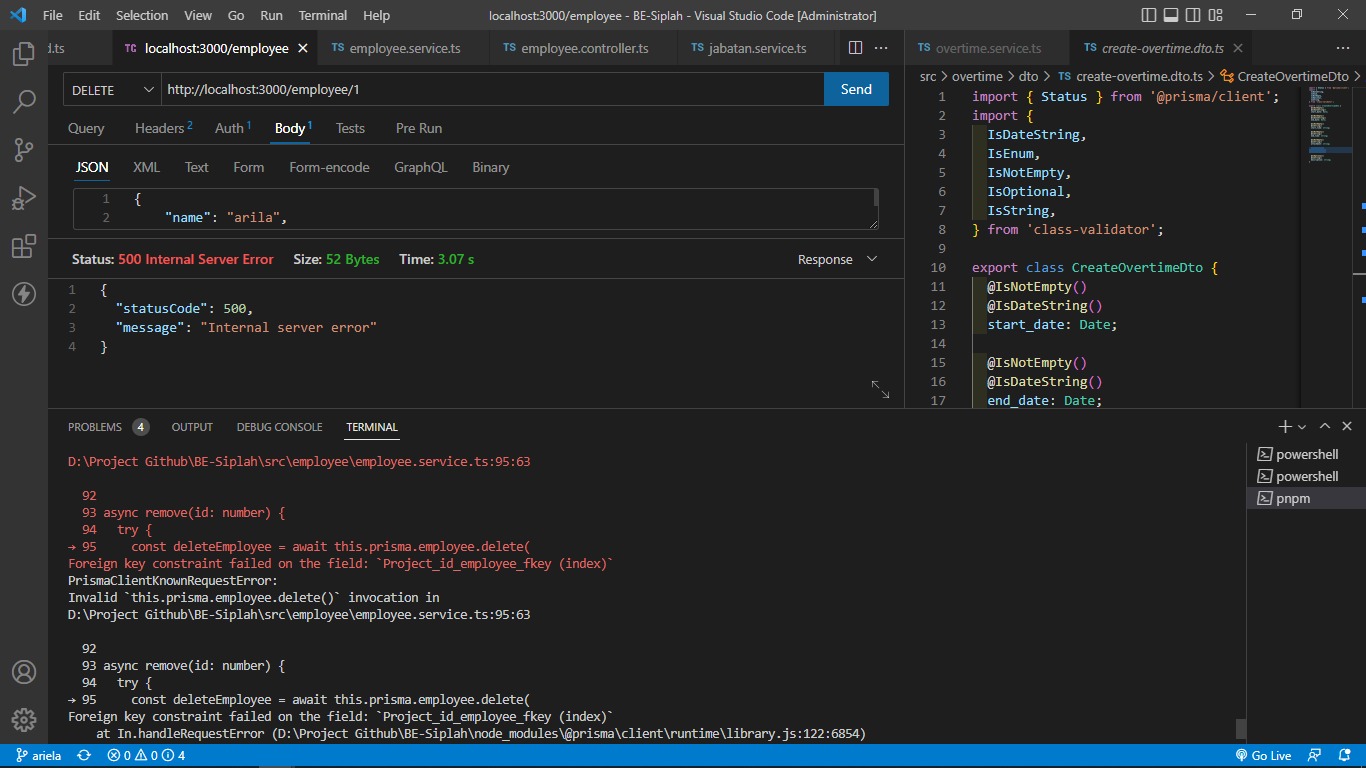 File Edit Selection View Go Run Terminal Help
localhost:3000/employee - BE-Siplah - Visual Studio Code [Administrator]
d.ts
TC localhost:3000/employee
TS employee.service.ts
TS employee.controller.ts
TS jabatan.service.ts
DELETE
http://localhost:3000/employee/1
Send
Query Headers 2 Auth 1 Body 1 Tests Pre Run
JSON XML Text Form Form-encode GraphQL Binary
1 {
2 "name": "arila",
Status: 500 Internal Server Error Size: 52 Bytes Time: 3.07 s
Response
1 {
2 "statusCode": 500,
3 "message": "Internal server error"
4 }
TS overtime.service.ts
TS create-overtime.dto.ts
src > overtime > dto > TS create-overtime.dto.ts > CreateOvertimeDto >
1 import { Status } from '@prisma/client';
2 import {
3 IsDateString,
4 IsEnum,
5 IsNotEmpty,
6 IsOptional,
7 IsString,
8 } from 'class-validator';
9
10 export class CreateOvertimeDto {
11 @IsNotEmpty()
12 @IsDateString()
13 start_date: Date;
14
15 @IsNotEmpty()
16 @IsDateString()
17 end_date: Date;
PROBLEMS 4 OUTPUT DEBUG CONSOLE TERMINAL
D:\Project Github\BE-Siplah\src\employee\employee.service.ts:95:63
92
93 async remove(id: number) {
94 try {
→ 95 const deleteEmployee = await this.prisma.employee.delete(
Foreign key constraint failed on the field: `Project_id_employee_fkey (index)`
PrismaClientKnownRequestError:
Invalid `this.prisma.employee.delete()` invocation in
D:\Project Github\BE-Siplah\src\employee\employee.service.ts:95:63
92
93 async remove(id: number) {
94 try {
→ 95 const deleteEmployee = await this.prisma.employee.delete(
Foreign key constraint failed on the field: `Project_id_employee_fkey (index)`
at In.handleRequestError (D:\Project Github\BE-Siplah\node_modules\@prisma\client\runtime\library.js:122:6854)
powershell
powershell
pnpm
ariela
0 0 4
Go Live